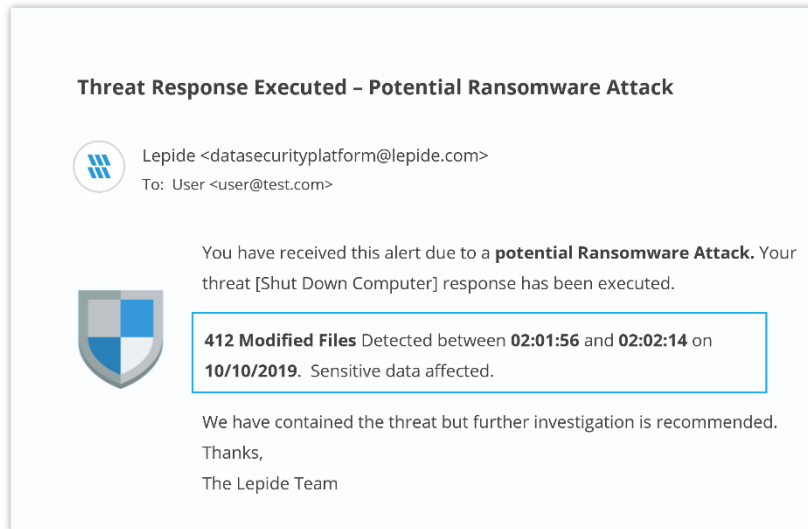 Threat Response Executed – Potential Ransomware Attack
Lepide <datasecurityplatform@lepide.com>
To: User <user@test.com>
You have received this alert due to a potential Ransomware Attack. Your
threat [Shut Down Computer] response has been executed.
412 Modified Files Detected between 02:01:56 and 02:02:14 on
10/10/2019. Sensitive data affected.
We have contained the threat but further investigation is recommended.
Thanks,
The Lepide Team